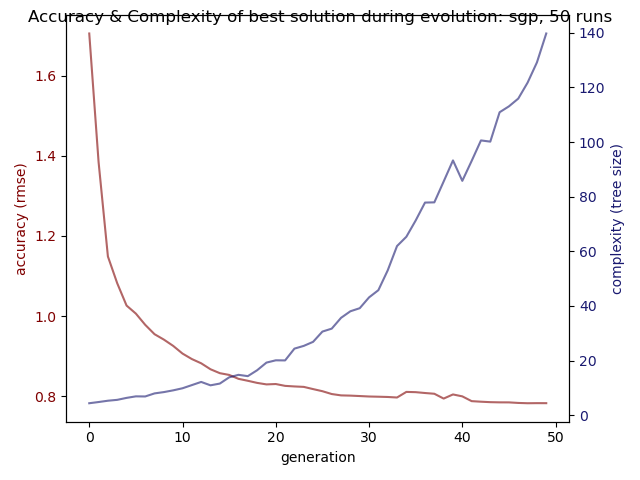 Accuracy & Complexity of best solution during evolution: sgp, 50 runs
accuracy (rmse)
1.6
1.4
1.2
1.0
0.8
140
120
100
80
60
40
20
0
complexity (tree size)
0 10 20 30 40 50
generation